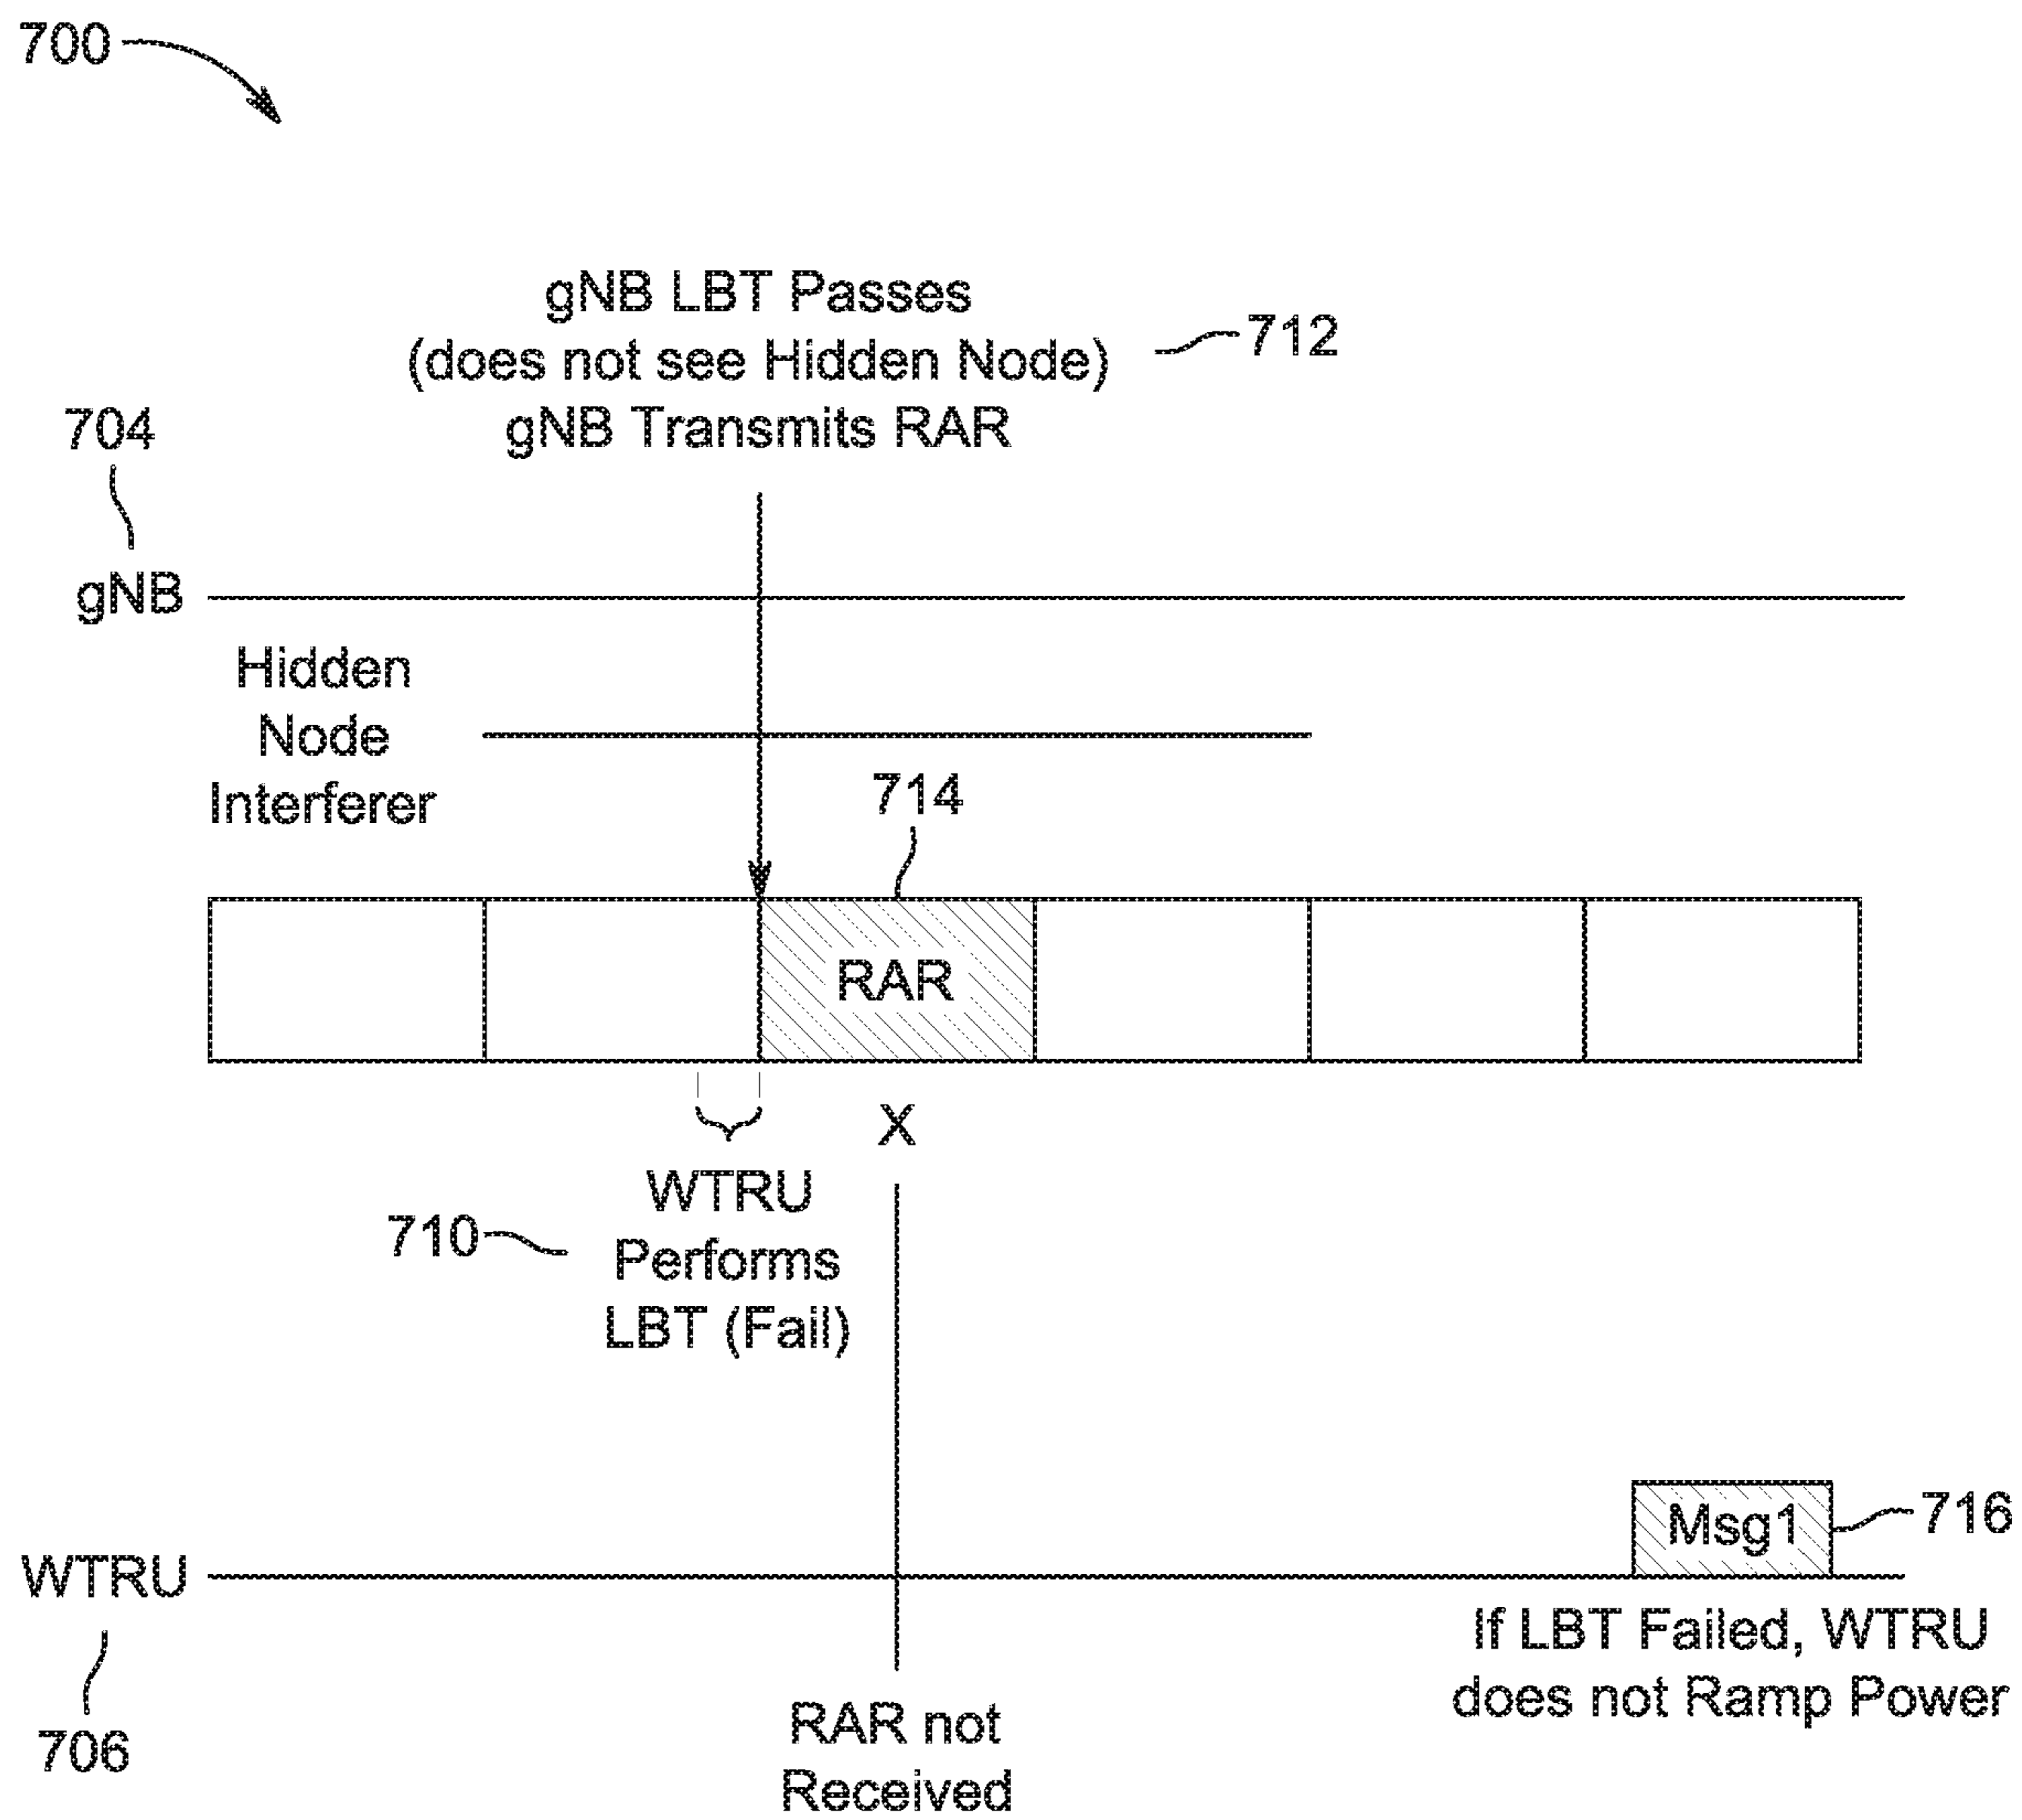 700
gNB LBT Passes
(does not see Hidden Node)
gNB Transmits RAR
712
704
gNB
Hidden
Node
Interferer
714
RAR
X
WTRU
Performs
LBT (Fail)
710
Msg1
716
WTRU
706
If LBT Failed, WTRU
does not Ramp Power
RAR not
Received